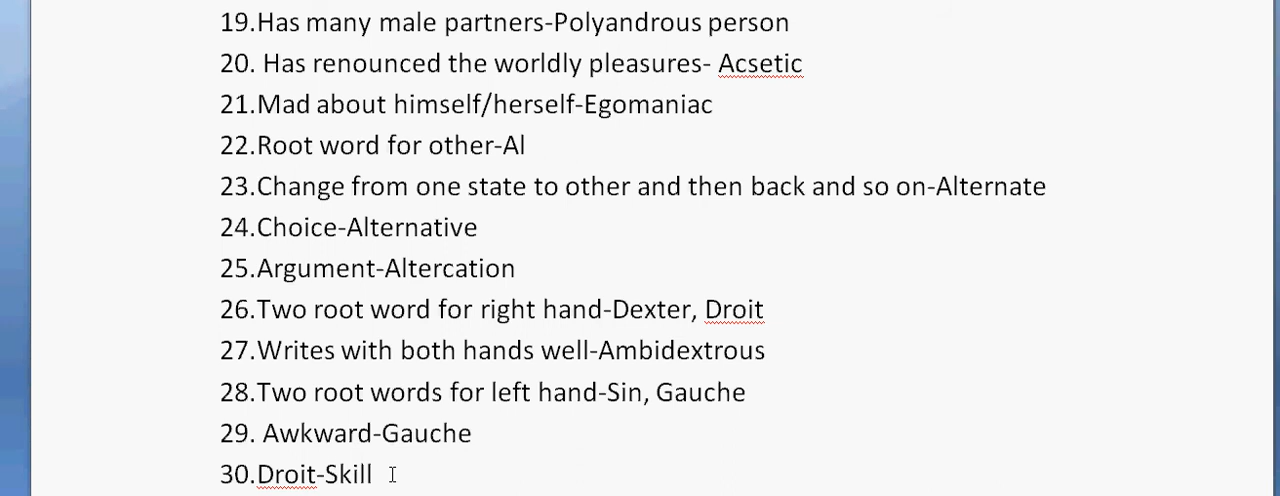 19.Has many male partners-Polyandrous person
20. Has renounced the worldly pleasures- Acsetic
21.Mad about himself/herself-Egomaniac
22.Root word for other-Al
23.Change from one state to other and then back and so on-Alternate
24.Choice-Alternative
25.Argument-Altercation
26.Two root word for right hand-Dexter, Droit
27.Writes with both hands well-Ambidextrous
28.Two root words for left hand-Sin, Gauche
29. Awkward-Gauche
30.Droit-Skill